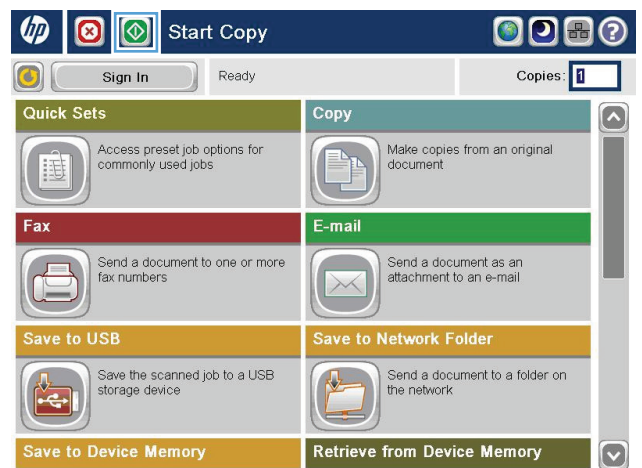 hp
Start Copy
?
Sign In
Ready
Copies: 1
Quick Sets
Access preset job options for
commonly used jobs
Copy
Make copies from an original
document
Fax
Send a document to one or more
fax numbers
E-mail
Send a document as an
attachment to an e-mail
Save to USB
Save the scanned job to a USB
storage device
Save to Network Folder
Send a document to a folder on
the network
Save to Device Memory
Retrieve from Device Memory